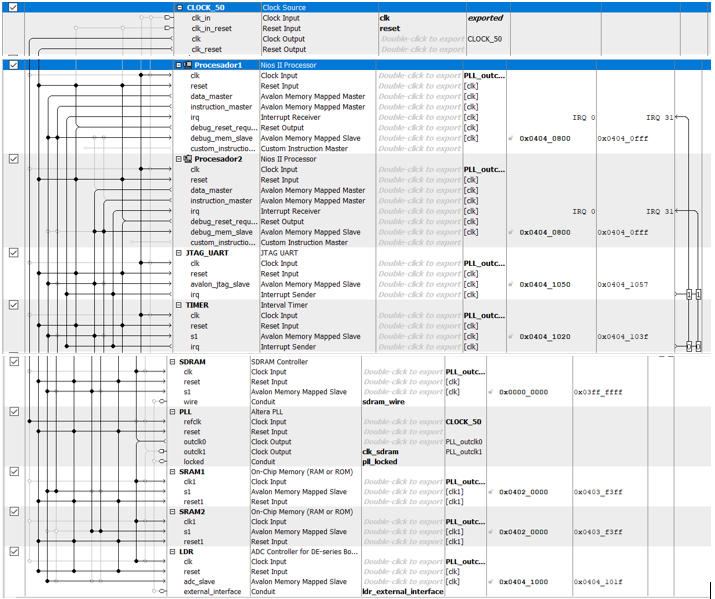 CLOCK_50 Clock Source
clk_in Clock Input clk exported
clk_in_reset Reset Input reset
clk Clock Output Double-click to export CLOCK_50
clk_reset Reset Output Double-click to export
Procesador1 Nios II Processor
clk Clock Input Double-click to export PLL_outc...
reset Reset Input Double-click to export [clk]
data_master Avalon Memory Mapped Master Double-click to export [clk]
instruction_master Avalon Memory Mapped Master Double-click to export [clk]
irq Interrupt Receiver Double-click to export [clk] IRQ 0 IRQ 31
debug_reset_requ... Reset Output Double-click to export [clk]
debug_mem_slave Avalon Memory Mapped Slave Double-click to export [clk] 0x0404_0800 0x0404_0fff
custom_instructio... Custom Instruction Master Double-click to export
Procesador2 Nios II Processor
clk Clock Input Double-click to export PLL_outc...
reset Reset Input Double-click to export [clk]
data_master Avalon Memory Mapped Master Double-click to export [clk]
instruction_master Avalon Memory Mapped Master Double-click to export [clk]
irq Interrupt Receiver Double-click to export [clk] IRQ 0 IRQ 31
debug_reset_requ... Reset Output Double-click to export [clk]
debug_mem_slave Avalon Memory Mapped Slave Double-click to export [clk] 0x0404_0800 0x0404_0fff
custom_instructio... Custom Instruction Master Double-click to export
JTAG_UART JTAG UART
clk Clock Input Double-click to export PLL_outc...
reset Reset Input Double-click to export [clk]
avalon_jtag_slave Avalon Memory Mapped Slave Double-click to export [clk] 0x0404_1050 0x0404_1057
irq Interrupt Sender Double-click to export [clk]
TIMER Interval Timer
clk Clock Input Double-click to export PLL_outc...
reset Reset Input Double-click to export [clk]
s1 Avalon Memory Mapped Slave Double-click to export [clk] 0x0404_1020 0x0404_103f
irq Interrupt Sender Double-click to export [clk]
SDRAM SDRAM Controller
clk Clock Input Double-click to export PLL_outc...
reset Reset Input Double-click to export [clk]
s1 Avalon Memory Mapped Slave Double-click to export [clk] 0x0000_0000 0x03ff_ffff
wire Conduit sdram_wire
PLL Altera PLL
refclk Clock Input Double-click to export CLOCK_50
reset Reset Input Double-click to export
outclk0 Clock Output Double-click to export PLL_outclk0
outclk1 Clock Output clk_sdram PLL_outclk1
locked Conduit pll_locked
SRAM1 On-Chip Memory (RAM or ROM)
clk1 Clock Input Double-click to export PLL_outc...
s1 Avalon Memory Mapped Slave Double-click to export [clk1] 0x0402_0000 0x0403_f3ff
reset1 Reset Input Double-click to export [clk1]
SRAM2 On-Chip Memory (RAM or ROM)
clk1 Clock Input Double-click to export PLL_outc...
s1 Avalon Memory Mapped Slave Double-click to export [clk1] 0x0402_0000 0x0403_f3ff
reset1 Reset Input Double-click to export [clk1]
LDR ADC Controller for DE-series Bo...
clk Clock Input Double-click to export PLL_outc...
reset Reset Input Double-click to export [clk]
adc_slave Avalon Memory Mapped Slave Double-click to export [clk] 0x0404_1000 0x0404_101f
external_interface Conduit ldr_external_interface